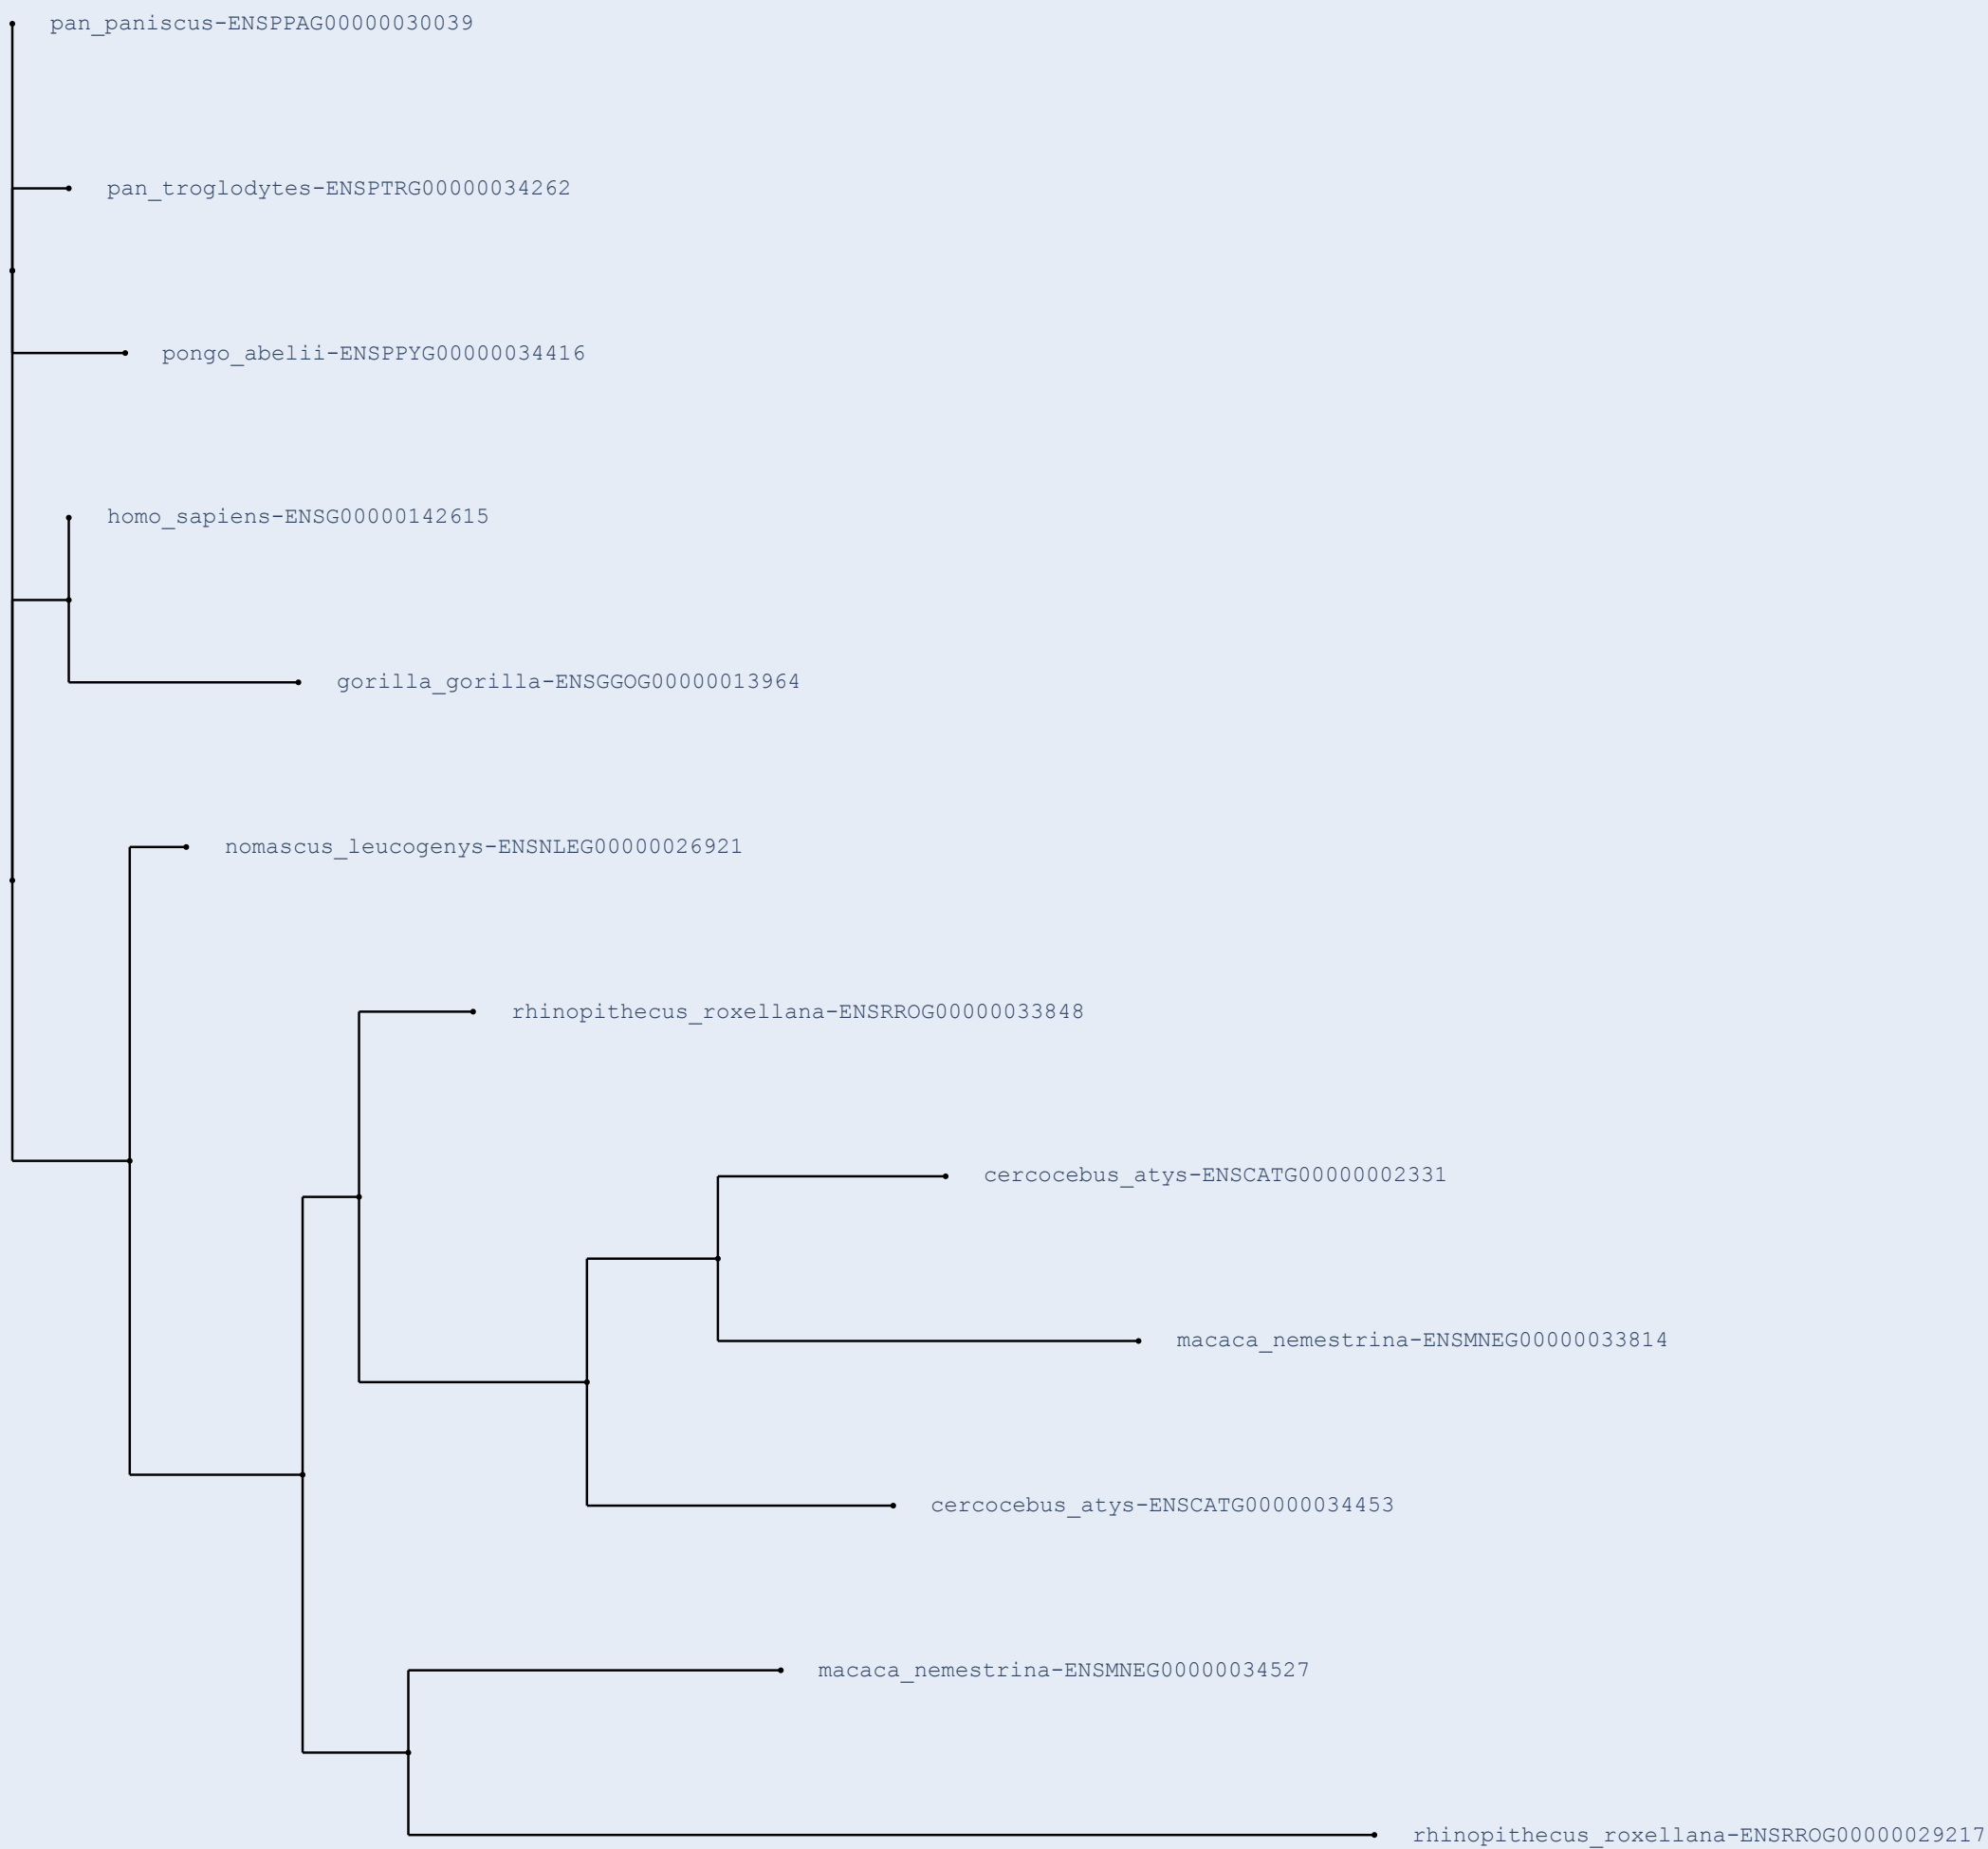 pan_paniscus-ENSPPAG00000030039
pan_troglodytes-ENSPTRG00000034262
pongo_abelii-ENSPPYG00000034416
homo_sapiens-ENSG00000142615
gorilla_gorilla-ENSGGOG00000013964
nomascus_leucogenys-ENSNLEG00000026921
rhinopithecus_roxellana-ENSRROG00000033848
cercocebus_atys-ENSCATG00000002331
macaca_nemestrina-ENSMNEG00000033814
cercocebus_atys-ENSCATG00000034453
macaca_nemestrina-ENSMNEG00000034527
rhinopithecus_roxellana-ENSRROG00000029217